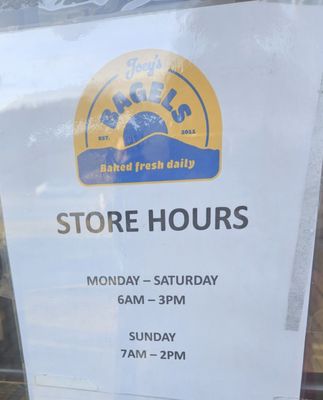 Joey's
BAGELS
EST. 2011
Baked fresh daily
STORE HOURS
MONDAY – SATURDAY
6AM – 3PM
SUNDAY
7AM – 2PM